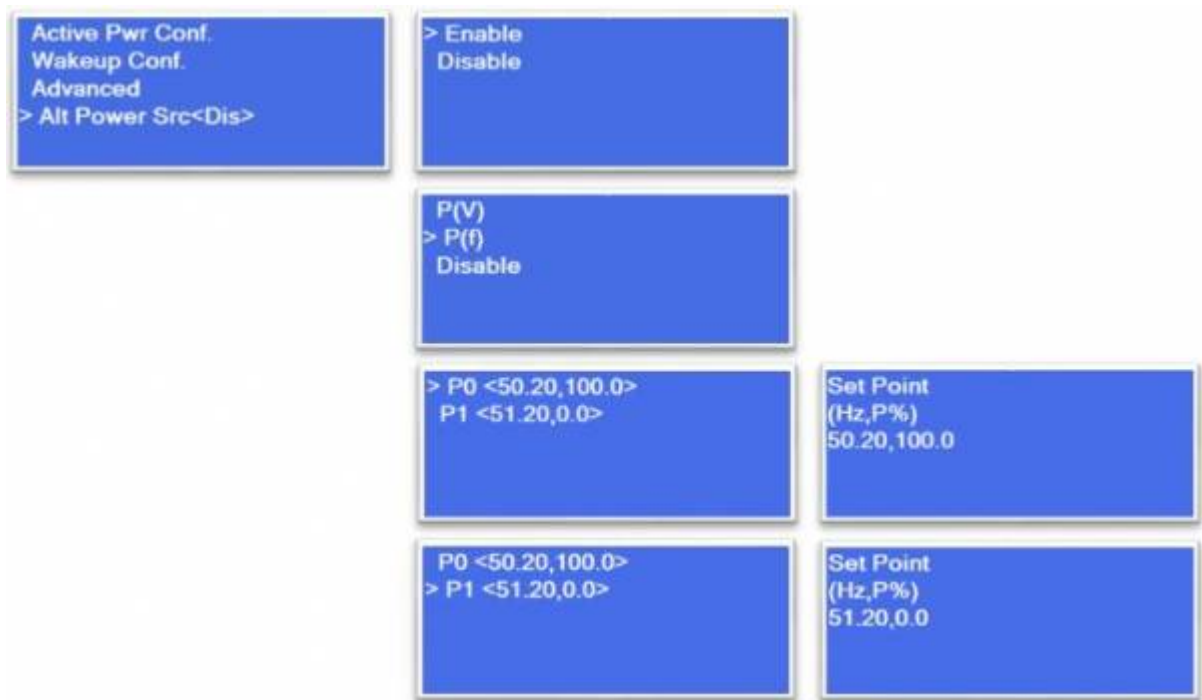 Active Pwr Conf.
Wakeup Conf.
Advanced
> Alt Power Src<Dis>
> Enable
Disable
P(V)
> P(f)
Disable
> P0 <50.20,100.0>
P1 <51.20,0.0>
Set Point
(Hz,P%)
50.20,100.0
P0 <50.20,100.0>
> P1 <51.20,0.0>
Set Point
(Hz,P%)
51.20,0.0